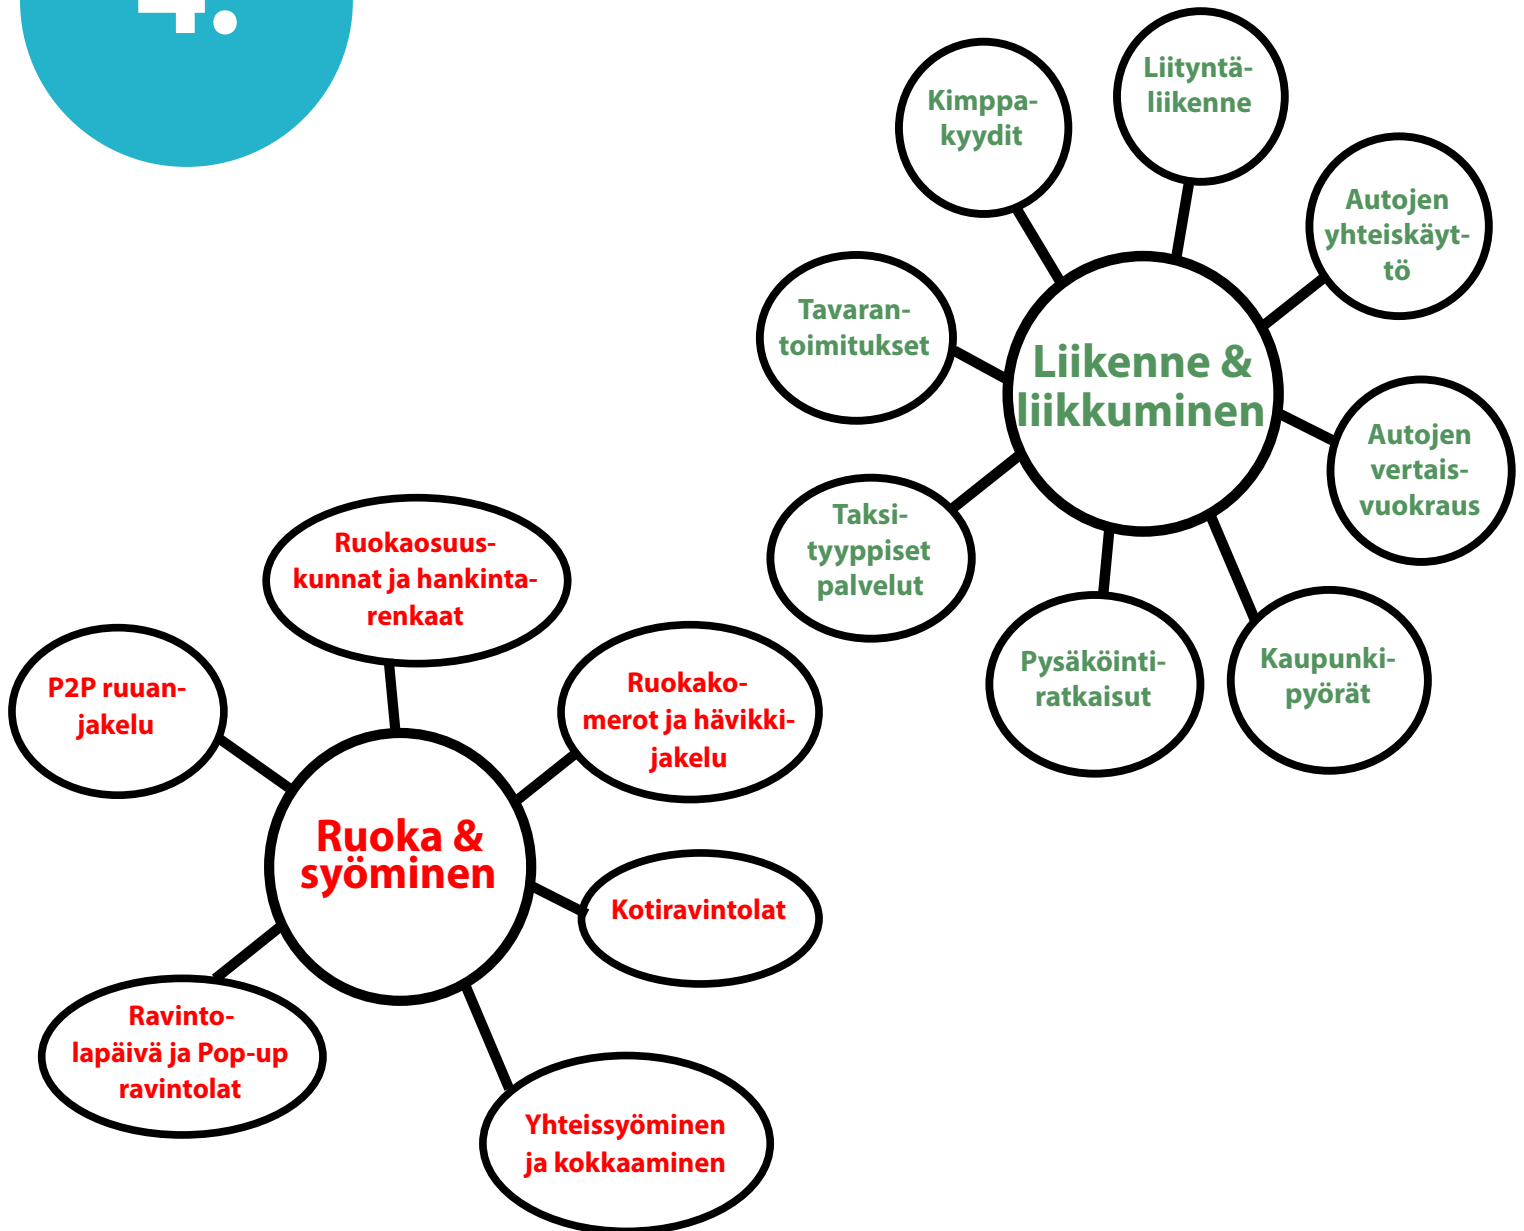 4.
Kimppa-
kyydit
Liityntä-
liikenne
Autojen
yhteiskäyt-
tö
Tavaran-
toimitukset
Liikenne &
liikkuminen
Autojen
vertais-
vuokraus
Taksi-
tyyppiset
palvelut
Pysäköinti-
ratkaisut
Kaupunki-
pyörät
Ruokaosuus-
kunnat ja hankinta-
renkaat
P2P ruuan-
jakelu
Ruokako-
merot ja hävikki-
jakelu
Ruoka &
syöminen
Kotiravintolat
Ravinto-
lapäivä ja Pop-up
ravintolat
Yhteissyöminen
ja kokkaaminen